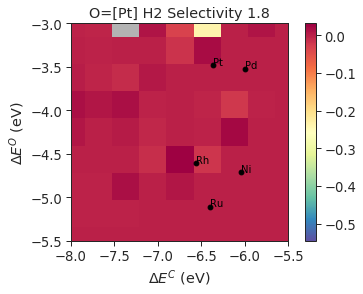 O=[Pt] H2 Selectivity 1.8
−3.0
−3.5
−4.0
−4.5
−5.0
−5.5
ΔE^O (eV)
Pt
Pd
Rh
Ni
Ru
−8.0 −7.5 −7.0 −6.5 −6.0 −5.5
ΔE^C (eV)
0.0
−0.1
−0.2
−0.3
−0.4
−0.5